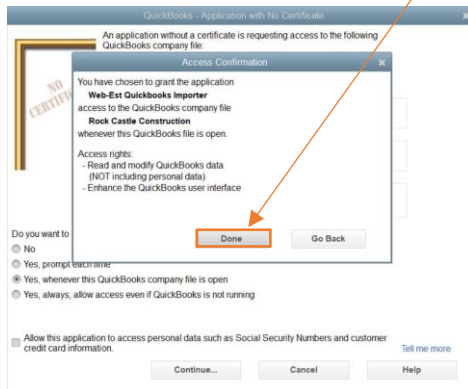 QuickBooks - Application with No Certificate
An application without a certificate is requesting access to the following
QuickBooks company file:
NO
Access Confirmation
You have chosen to grant the application
Web-Est Quickbooks Importer
access to the QuickBooks company file
Rock Castle Construction
whenever this QuickBooks file is open.
Access rights:
- Read and modify QuickBooks data
(NOT including personal data)
- Enhance the QuickBooks user interface
Done
Go Back
Do you want to
No
Yes, prompt each time
Yes, whenever this QuickBooks company file is open
Yes, always; allow access even if QuickBooks is not running
Allow this application to access personal data such as Social Security Numbers and customer
credit card information.
Tell me more
Continue...
Cancel
Help